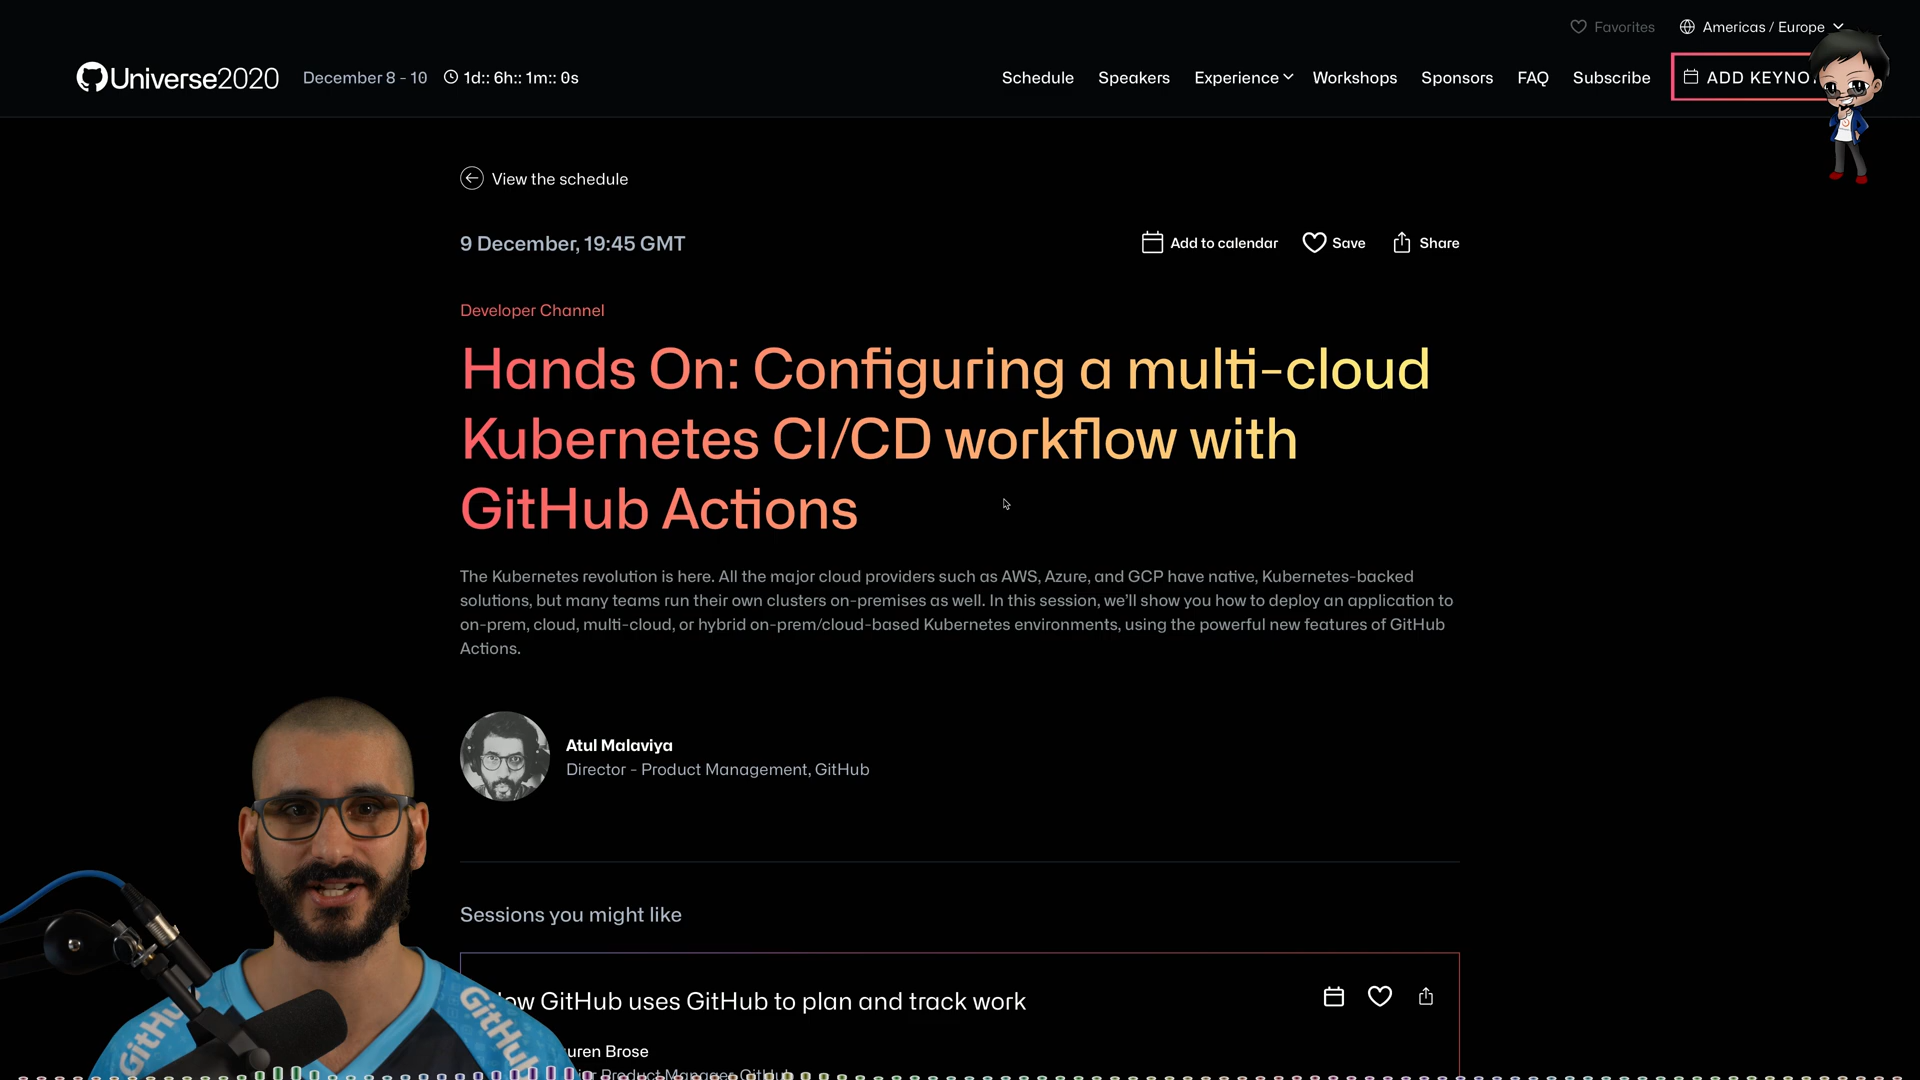 Favorites
Americas / Europe
Universe2020
December 8 - 10
1d:: 6h:: 1m:: 0s
Schedule
Speakers
Experience
Workshops
Sponsors
FAQ
Subscribe
ADD KEYNO
View the schedule
9 December, 19:45 GMT
Add to calendar
Save
Share
Developer Channel
Hands On: Configuring a multi-cloud
Kubernetes CI/CD workflow with
GitHub Actions
The Kubernetes revolution is here. All the major cloud providers such as AWS, Azure, and GCP have native, Kubernetes-backed
solutions, but many teams run their own clusters on-premises as well. In this session, we'll show you how to deploy an application to
on-prem, cloud, multi-cloud, or hybrid on-prem/cloud-based Kubernetes environments, using the powerful new features of GitHub
Actions.
Atul Malaviya
Director - Product Management, GitHub
Sessions you might like
ow GitHub uses GitHub to plan and track work
uren Brose
Product Manager GitHub
GitHu
GitHub